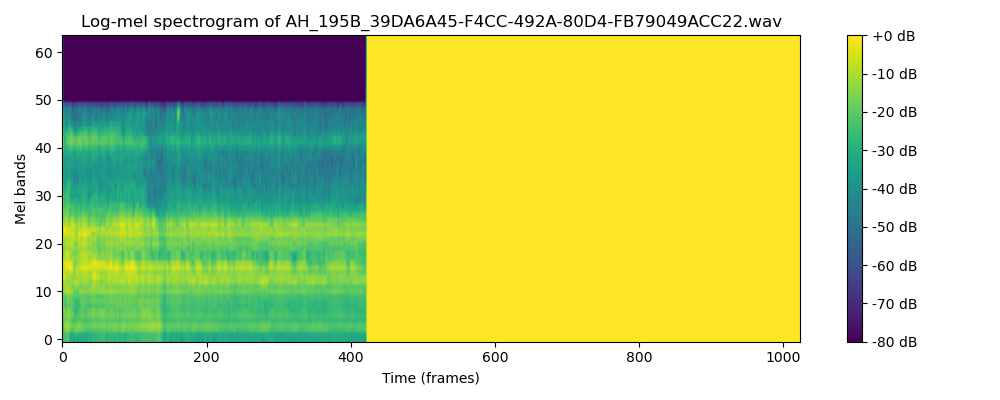 Log-mel spectrogram of AH_195B_39DA6A45-F4CC-492A-80D4-FB79049ACC22.wav
Mel bands
60
50
40
30
20
10
0
0 200 400 600 800 1000
Time (frames)
+0 dB
-10 dB
-20 dB
-30 dB
-40 dB
-50 dB
-60 dB
-70 dB
-80 dB